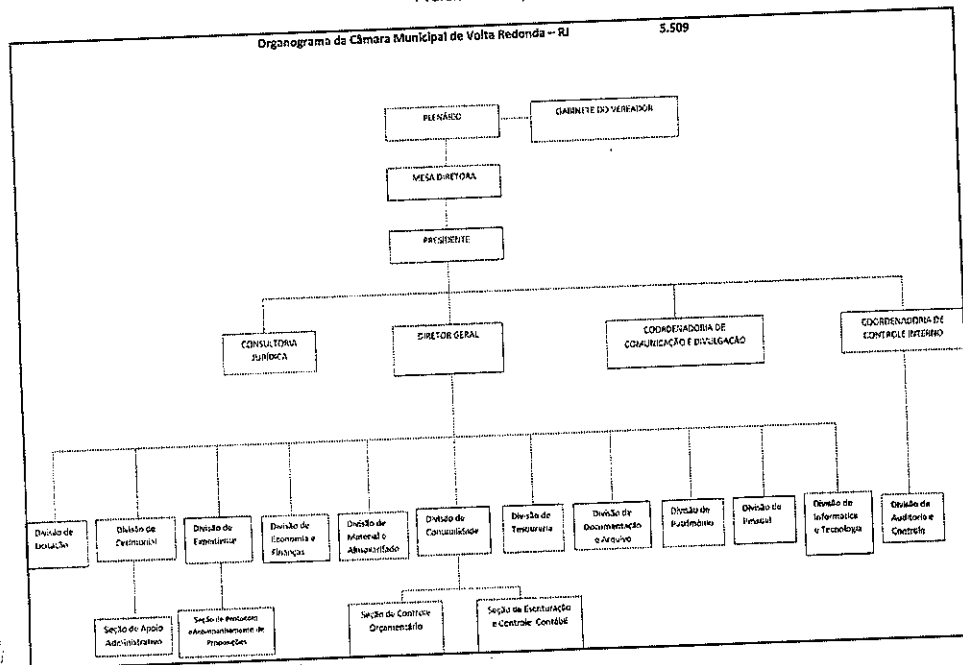 Organograma da Câmara Municipal de Volta Redonda – RJ 5.509
PLENÁRIO
GABINETE DO VEREADOR
MESA DIRETORA
PRESIDENTE
CONSULTORIA
JURÍDICA
DIRETOR GERAL
COORDENADORIA DE
COMUNICAÇÃO E DIVULGAÇÃO
COORDENADORIA DE
CONTROLE INTERNO
Divisão de
Licitação
Divisão de
Cerimonial
Divisão de
Expediente
Divisão de
Economia e
Finanças
Divisão de
Material e
Almoxarifado
Divisão de
Contabilidade
Divisão de
Tesouraria
Divisão de
Documentação
e Arquivo
Divisão de
Patrimônio
Divisão de
Pessoal
Divisão de
Informática
e Tecnologia
Divisão de
Auditoria e
Controle
Seção de Apoio
Administrativo
Seção de Protocolo
e Acompanhamento de
Proposições
Seção de Controle
Orçamentário
Seção de Escrituração
e Controle Contábil